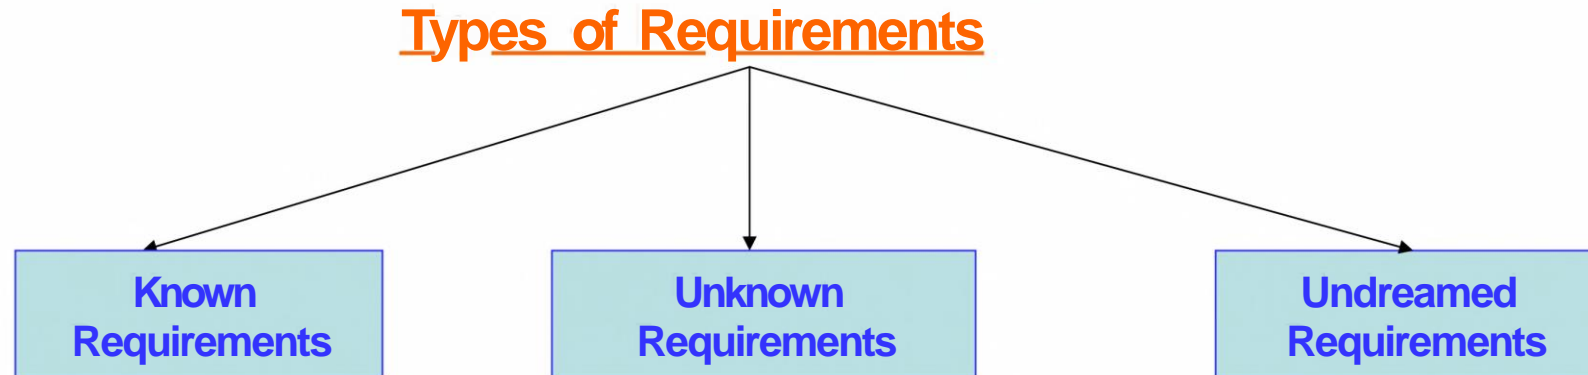 Types of Requirements
Known
Requirements
Unknown
Requirements
Undreamed
Requirements